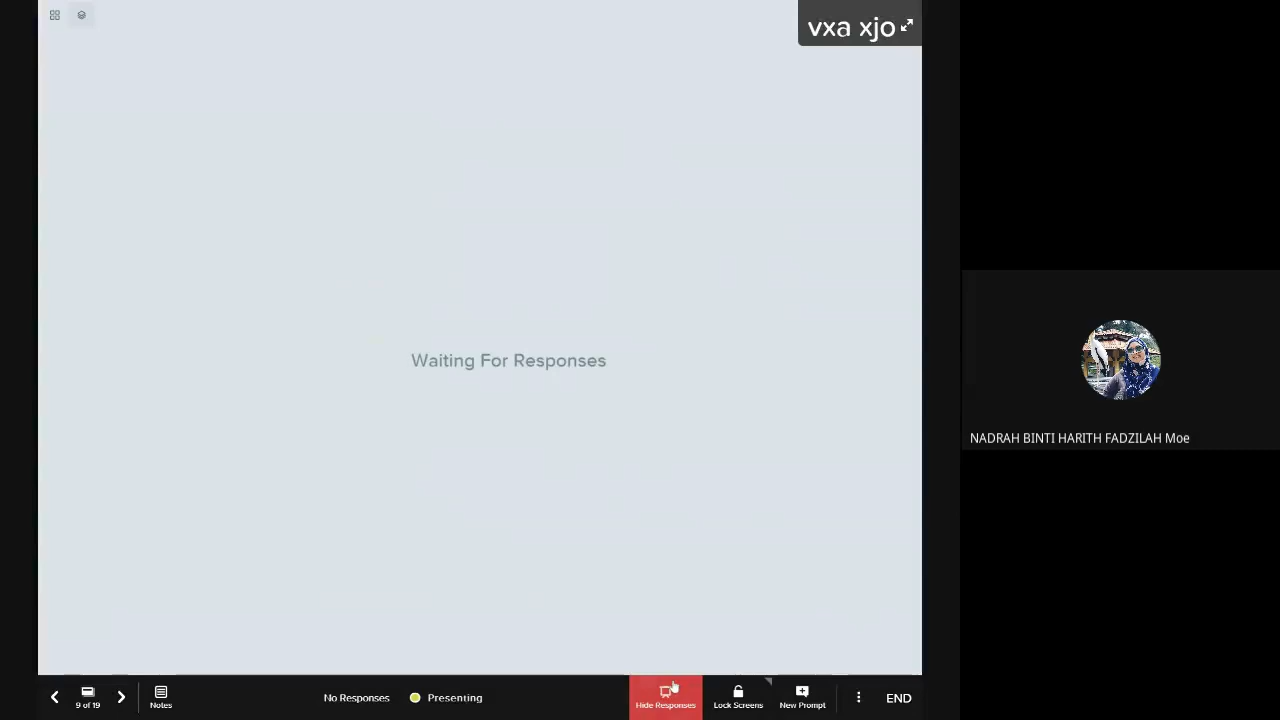 vxa xjo
Waiting For Responses
NADRAH BINTI HARITH FADZILAH Moe
9 of 19
Notes
No Responses
Presenting
Hide Responses
Lock Screens
New Prompt
END